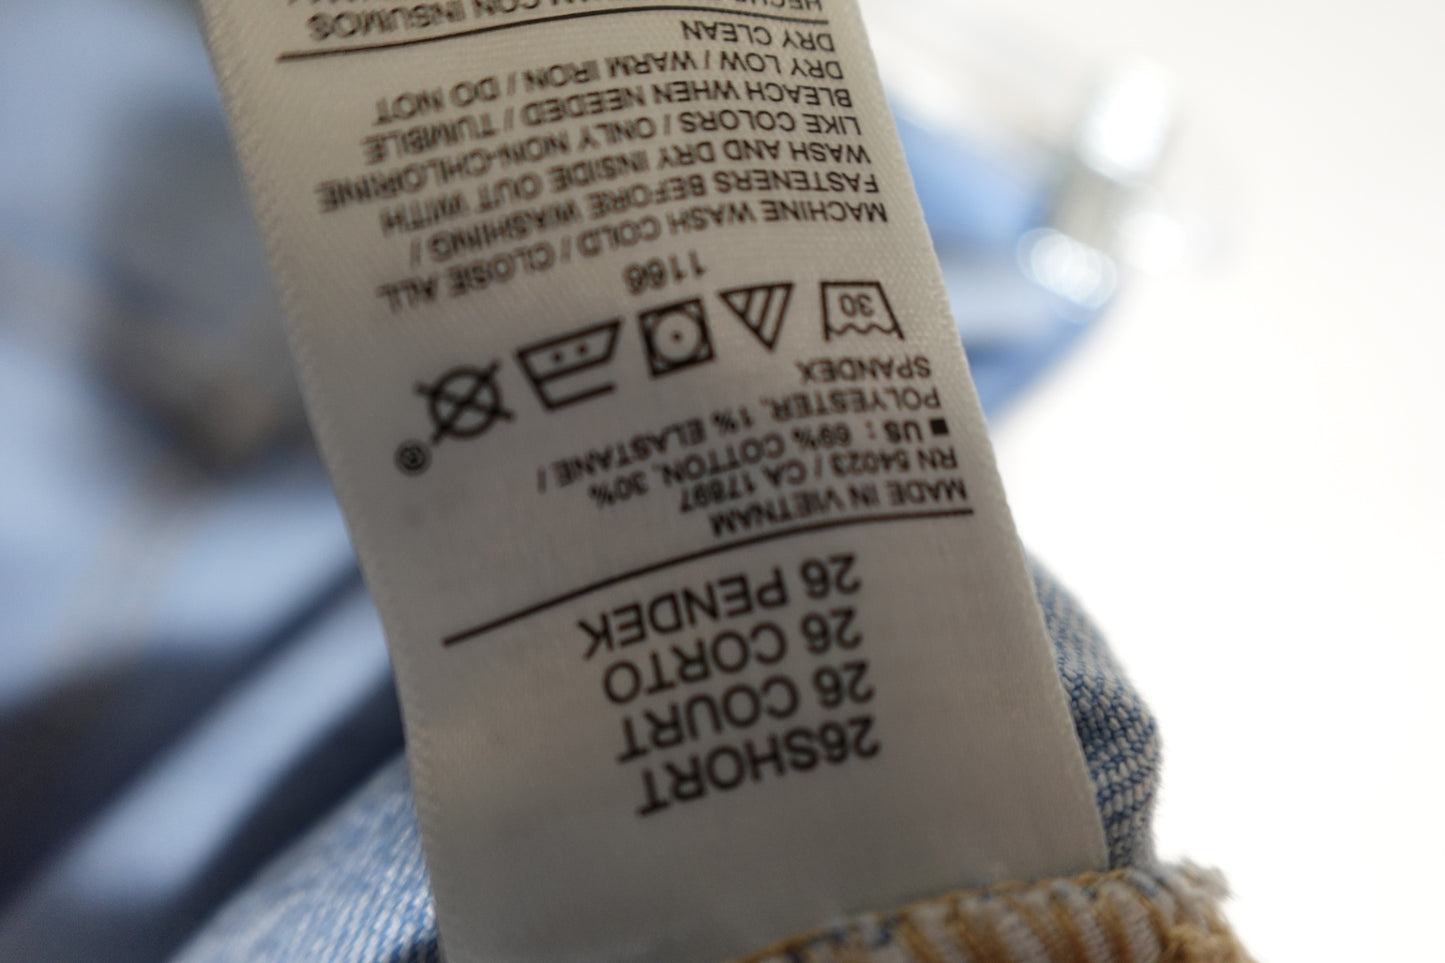 26SHORT
26 COURT
26 CORTO
26 PENDEK
MADE IN VIETNAM
RN 54023 / CA 17897
■ US : 69% COTTON, 30%
POLYESTER, 1% ELASTANE /
SPANDEX
30
1166
MACHINE WASH COLD / CLOSE ALL
FASTENERS BEFORE WASHING /
WASH AND DRY INSIDE OUT WITH
LIKE COLORS / ONLY NON-CHLORINE
BLEACH WHEN NEEDED / TUMBLE
DRY LOW / WARM IRON / DO NOT
DRY CLEAN
CON INSUMOS